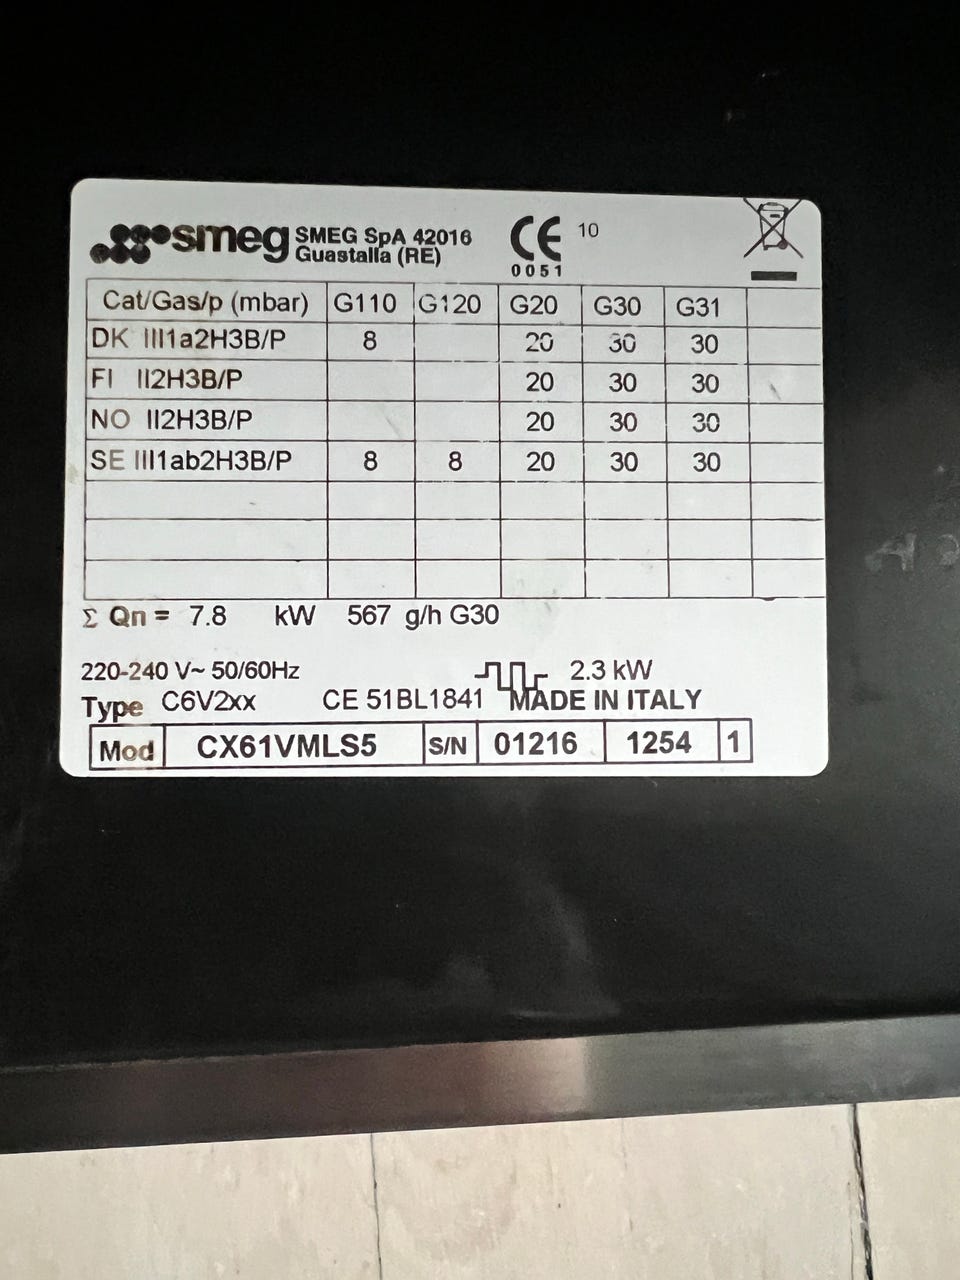 smeg SMEG SpA 42016 CE 10
Guastalla (RE)
0051
Cat/Gas/p (mbar) G110 G120 G20 G30 G31
DK III1a2H3B/P 8 20 30 30
FI II2H3B/P 20 30 30
NO II2H3B/P 20 30 30
SE III1ab2H3B/P 8 8 20 30 30
Σ Qn = 7.8 kW 567 g/h G30
220-240 V~ 50/60Hz 2.3 kW
Type C6V2xx CE 51BL1841 MADE IN ITALY
Mod CX61VMLS5 S/N 01216 1254 1